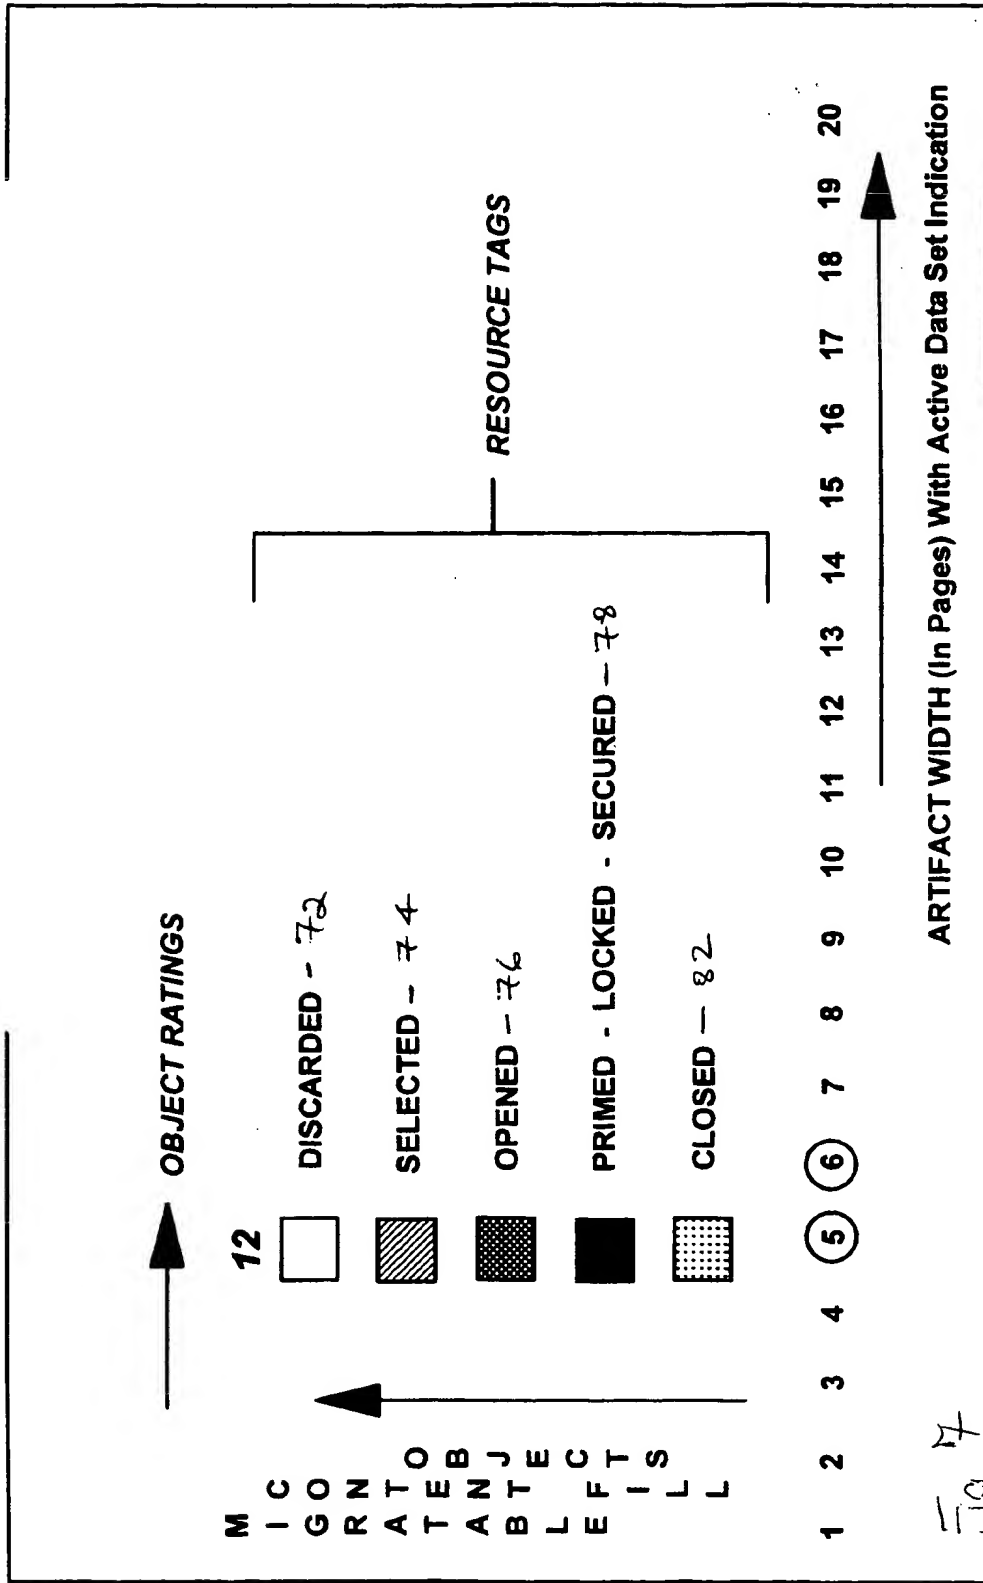 OBJECT RATINGS
12
DISCARDED - 72
SELECTED - 74
OPENED - 76
PRIMED - LOCKED - SECURED - 78
CLOSED - 82
RESOURCE TAGS
MIGRATABLE
CONTENT FILL
OBJECTS
1 2 3 4 5 6 7 8 9 10 11 12 13 14 15 16 17 18 19 20
ARTIFACT WIDTH (In Pages) With Active Data Set Indication
Fig 7